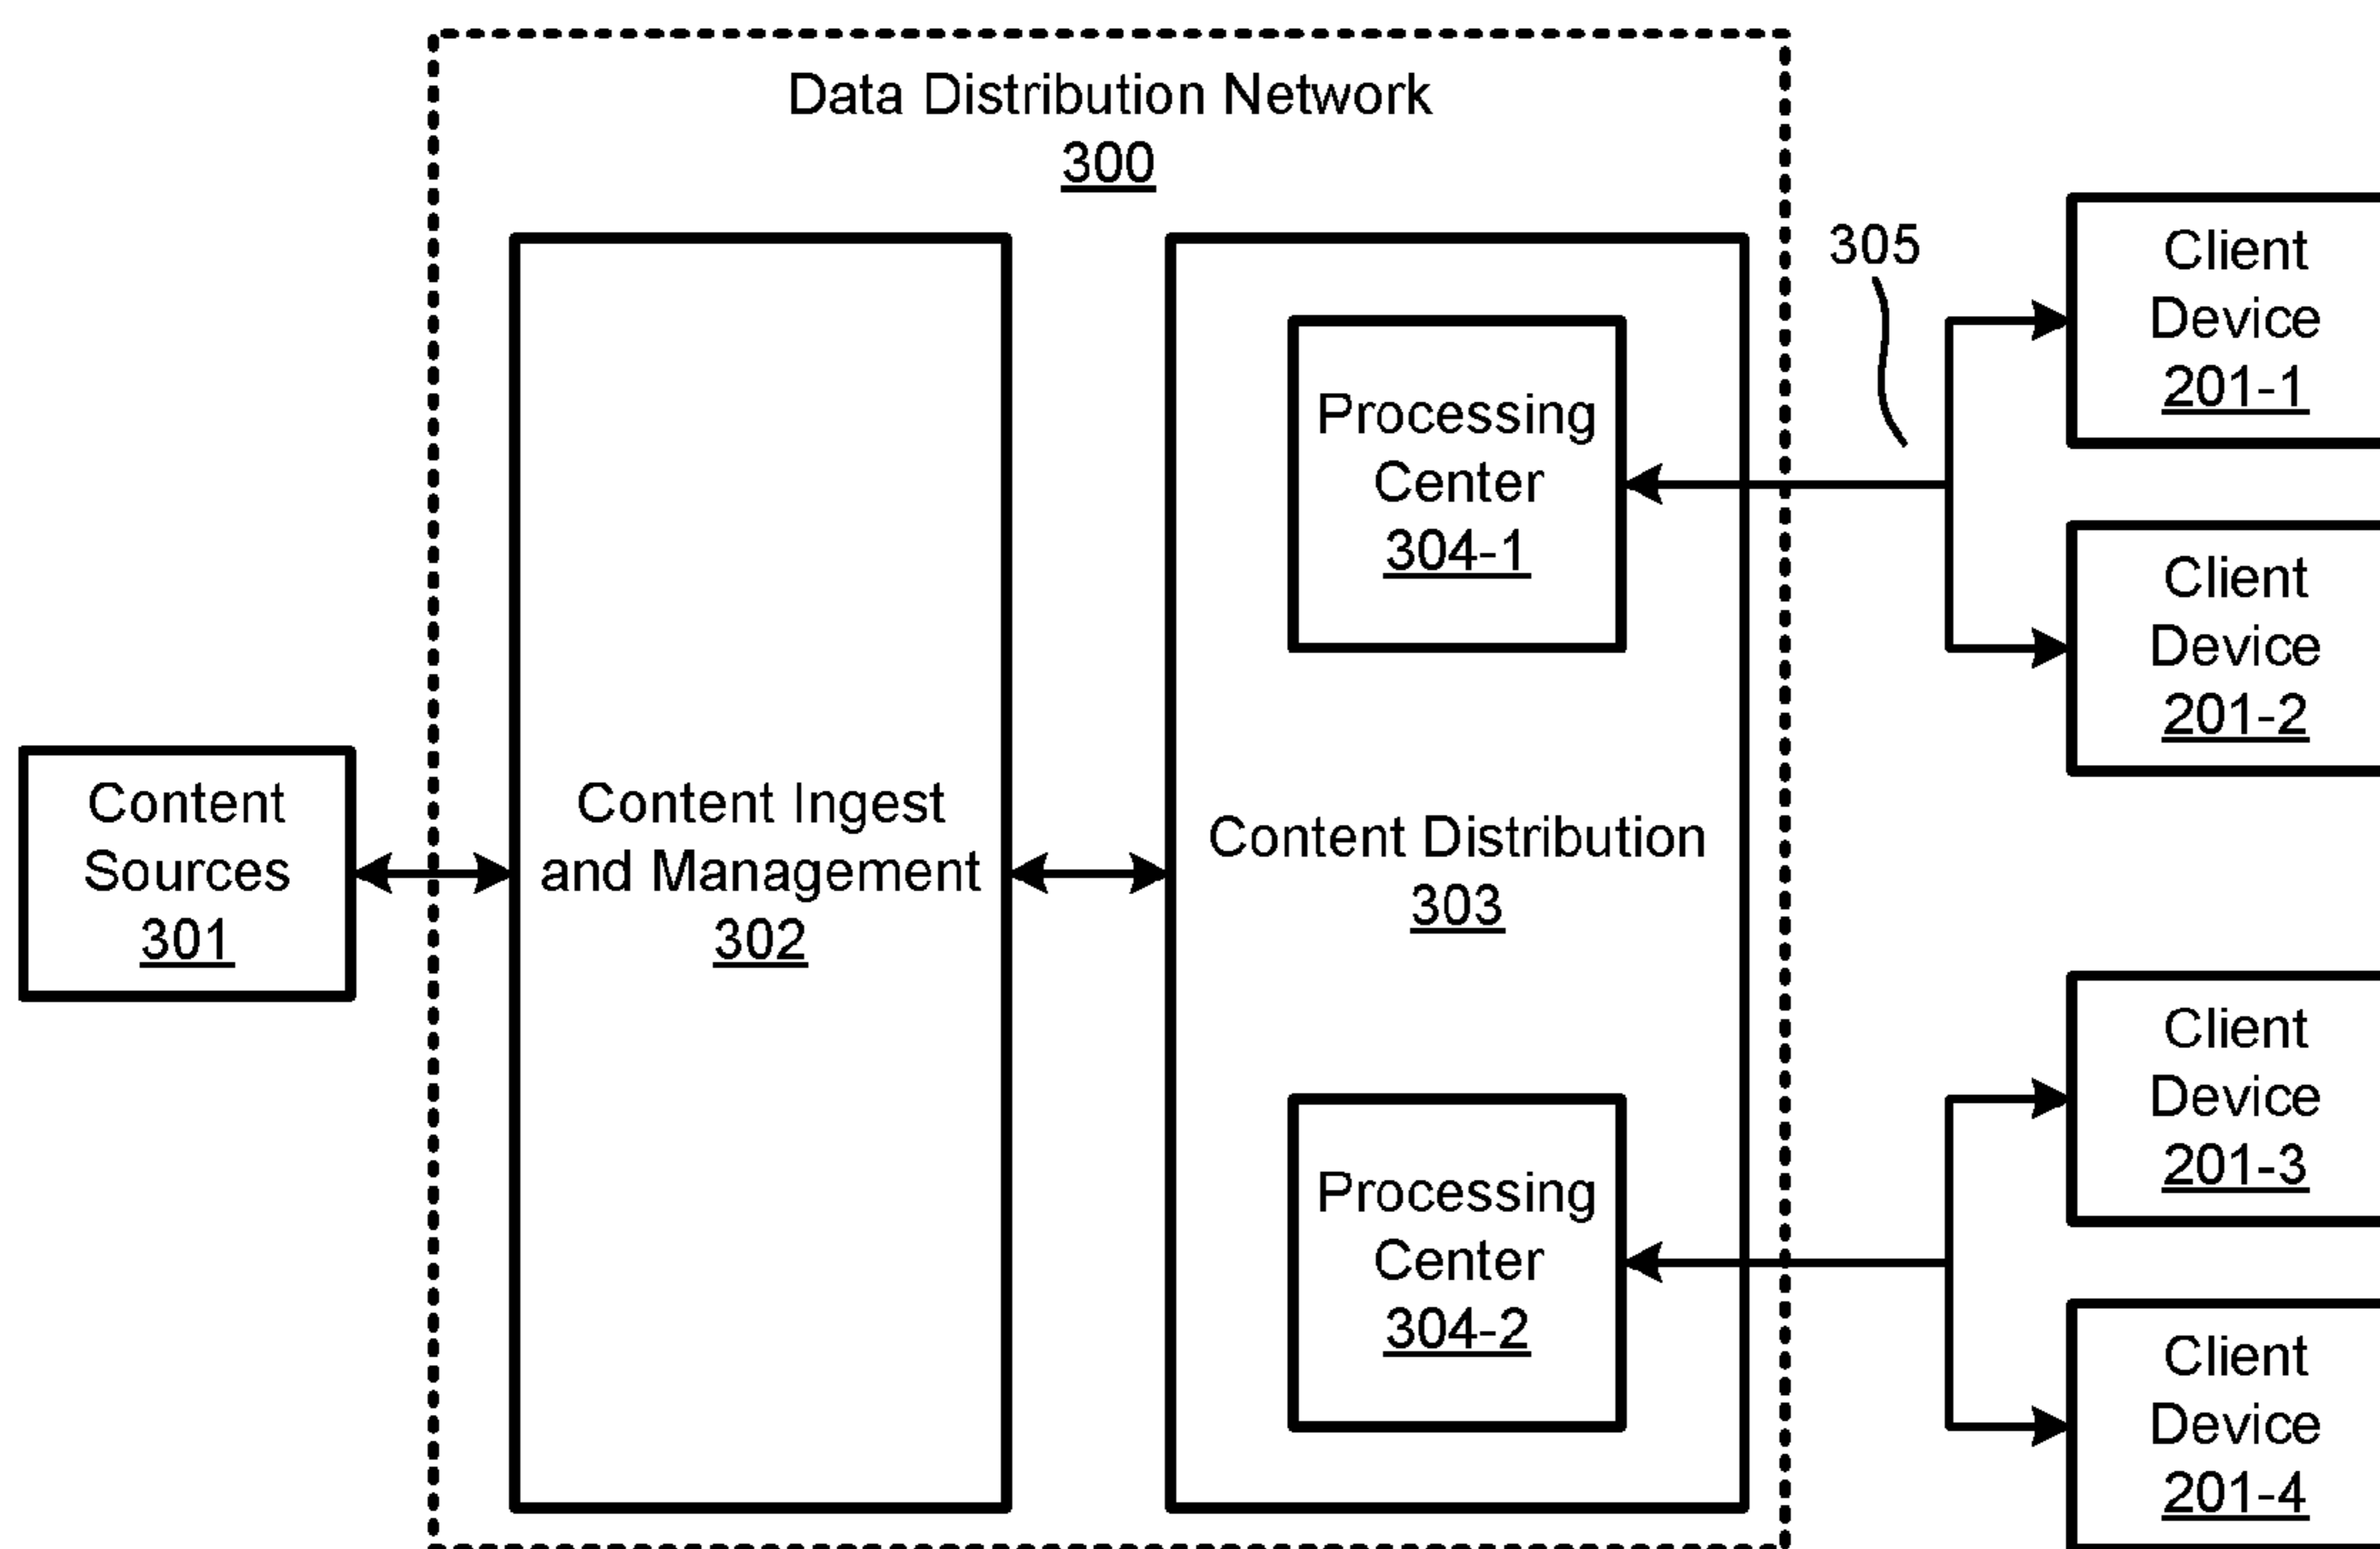 Data Distribution Network
300
305
Content
Sources
301
Content Ingest
and Management
302
Content Distribution
303
Processing
Center
304-1
Processing
Center
304-2
Client
Device
201-1
Client
Device
201-2
Client
Device
201-3
Client
Device
201-4